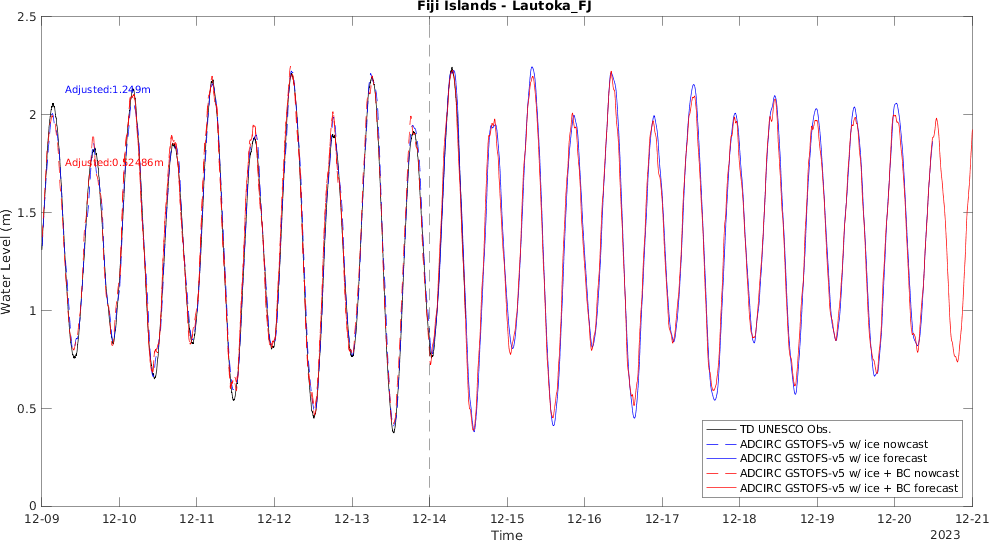 Fiji Islands - Lautoka_FJ
2.5
2
1.5
1
0.5
0
Water Level (m)
Adjusted:1.249m
Adjusted:0.52486m
TD UNESCO Obs.
ADCIRC GSTOFS-v5 w/ ice nowcast
ADCIRC GSTOFS-v5 w/ ice forecast
ADCIRC GSTOFS-v5 w/ ice + BC nowcast
ADCIRC GSTOFS-v5 w/ ice + BC forecast
12-09 12-10 12-11 12-12 12-13 12-14 12-15 12-16 12-17 12-18 12-19 12-20 12-21
Time
2023